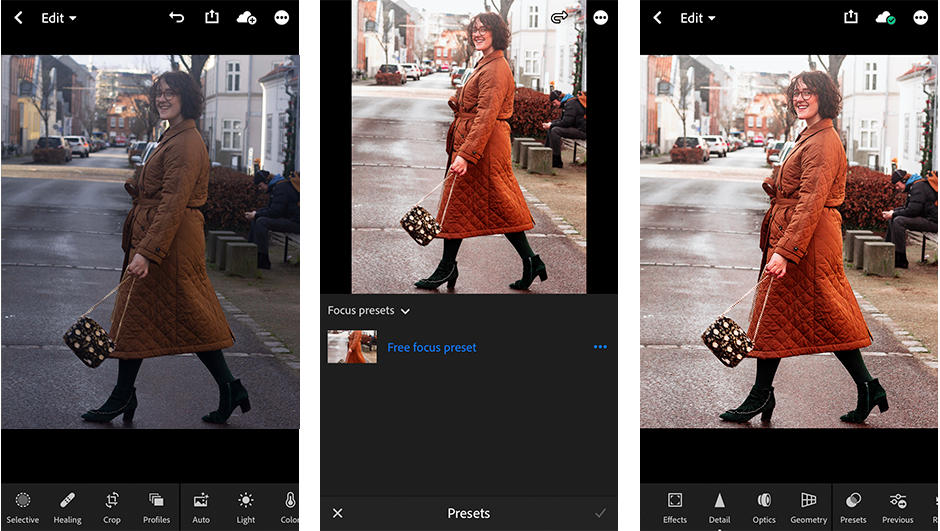 Edit
Selective Healing Crop Profiles Auto Light Color
Focus presets
Free focus preset
Presets
Edit
Effects Detail Optics Geometry Presets Previous